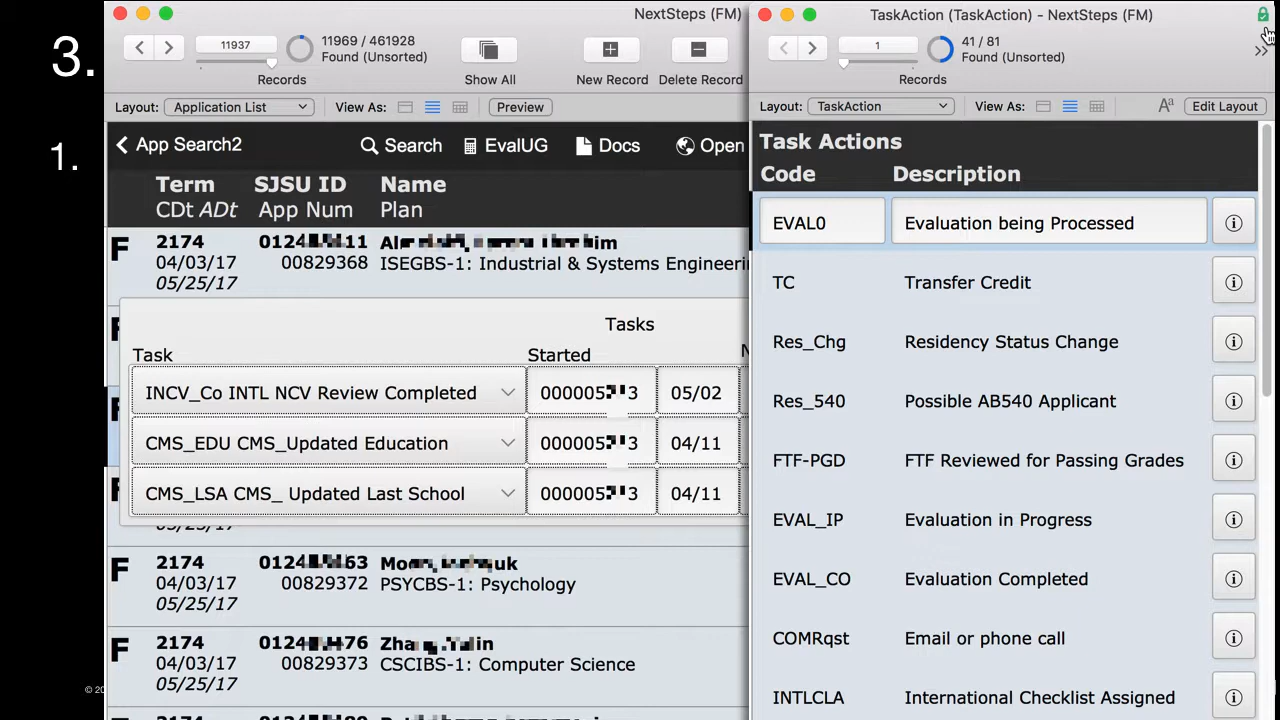 3.
1.
NextSteps (FM)
11937
11969 / 461928
Found (Unsorted)
Records
Show All
New Record
Delete Record
Layout:
Application List
View As:
Preview
App Search2
Search
EvalUG
Docs
Open
Term
SJSU ID
Name
CDt ADt
App Num
Plan
F
2174
04/03/17
00829368
ISEGBS-1: Industrial & Systems Engineeri
05/25/17
Tasks
Task
Started
INCV_Co INTL NCV Review Completed
05/02
CMS_EDU CMS_Updated Education
04/11
CMS_LSA CMS_ Updated Last School
04/11
F
2174
04/03/17
00829372
PSYCBS-1: Psychology
05/25/17
F
2174
04/03/17
00829373
CSCIBS-1: Computer Science
05/25/17
© 20
TaskAction (TaskAction) - NextSteps (FM)
1
41 / 81
Found (Unsorted)
Records
Layout:
TaskAction
View As:
Aa
Edit Layout
Task Actions
Code
Description
EVAL0
Evaluation being Processed
TC
Transfer Credit
Res_Chg
Residency Status Change
Res_540
Possible AB540 Applicant
FTF-PGD
FTF Reviewed for Passing Grades
EVAL_IP
Evaluation in Progress
EVAL_CO
Evaluation Completed
COMRqst
Email or phone call
INTLCLA
International Checklist Assigned